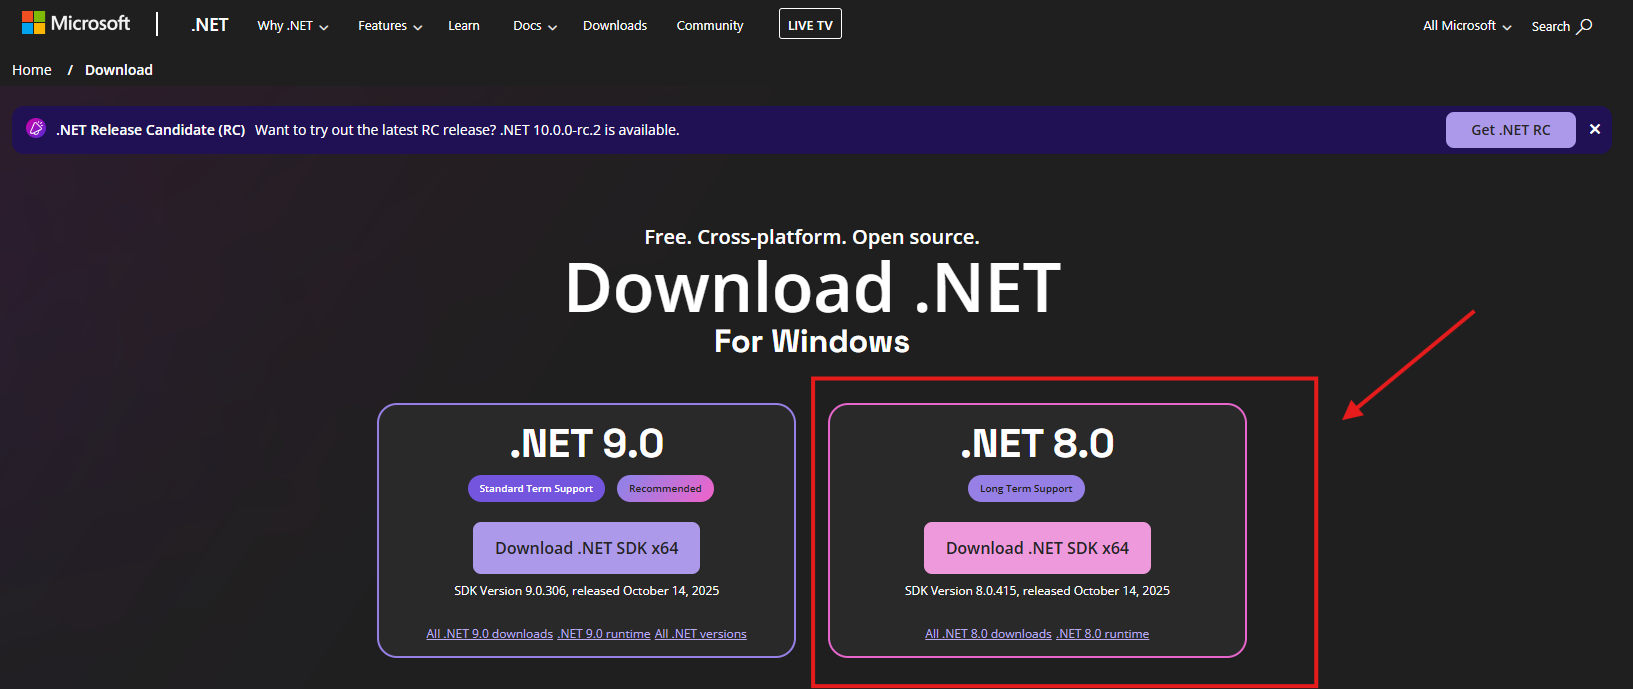 Microsoft | .NET Why .NET Features Learn Docs Downloads Community LIVE TV All Microsoft Search
Home / Download
.NET Release Candidate (RC) Want to try out the latest RC release? .NET 10.0.0-rc.2 is available. Get .NET RC
Free. Cross-platform. Open source.
Download .NET
For Windows
.NET 9.0
Standard Term Support Recommended
Download .NET SDK x64
SDK Version 9.0.306, released October 14, 2025
All .NET 9.0 downloads .NET 9.0 runtime All .NET versions
.NET 8.0
Long Term Support
Download .NET SDK x64
SDK Version 8.0.415, released October 14, 2025
All .NET 8.0 downloads .NET 8.0 runtime